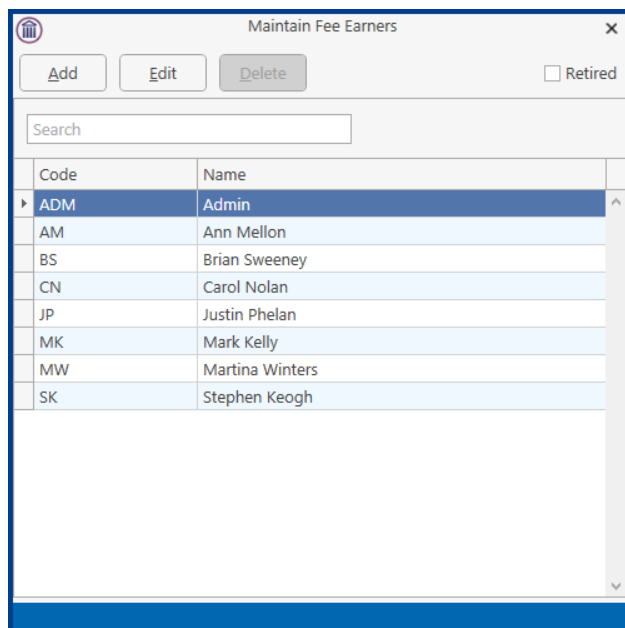 Maintain Fee Earners
Add Edit Delete Retired
Search
Code Name
ADM Admin
AM Ann Mellon
BS Brian Sweeney
CN Carol Nolan
JP Justin Phelan
MK Mark Kelly
MW Martina Winters
SK Stephen Keogh